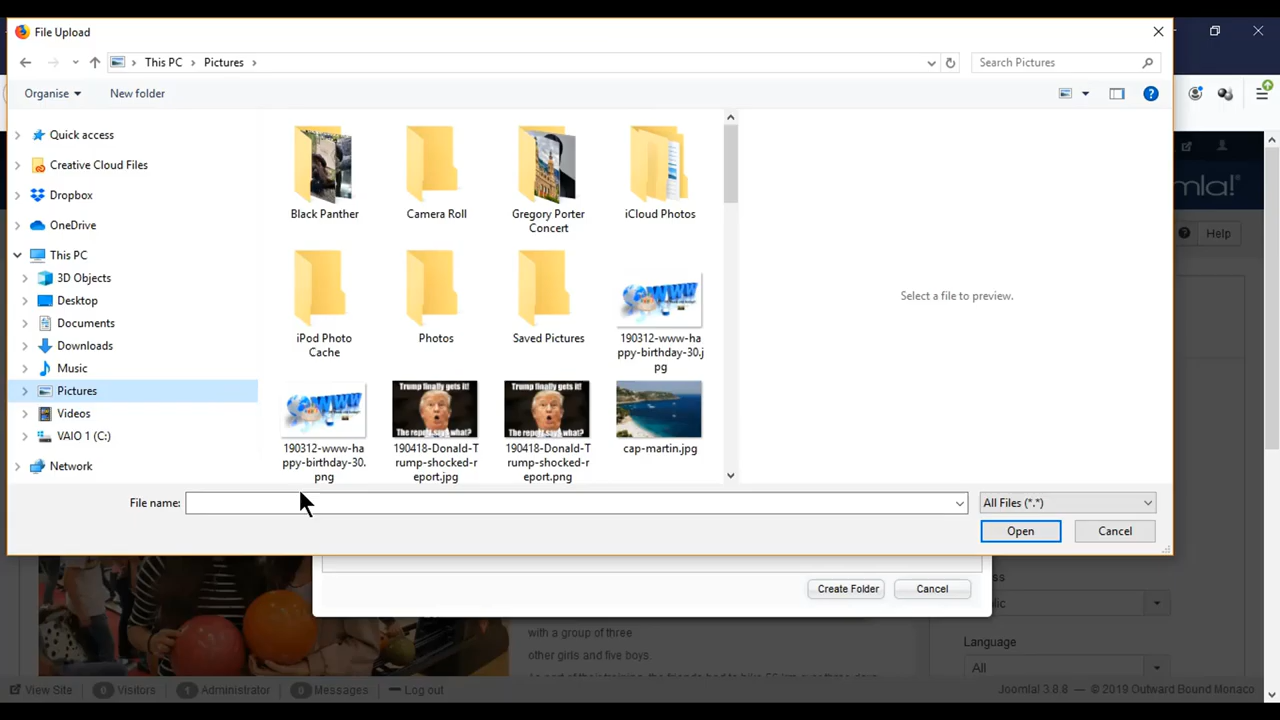 File Upload
This PC > Pictures >
Search Pictures
Organise
New folder
Quick access
Creative Cloud Files
Dropbox
OneDrive
This PC
3D Objects
Desktop
Documents
Downloads
Music
Pictures
Videos
VAIO 1 (C:)
Network
Black Panther
Camera Roll
Gregory Porter
Concert
iCloud Photos
iPod Photo
Cache
Photos
Saved Pictures
190312-www-ha
ppy-birthday-30.j
pg
190312-www-ha
ppy-birthday-30.
png
Trump finally gets it!
190418-Donald-T
rump-shocked-r
eport.jpg
Trump finally gets it!
190418-Donald-T
rump-shocked-r
eport.png
cap-martin.jpg
Select a file to preview.
File name:
All Files (*.*)
Open
Cancel
mla!®
Help
Create Folder
Cancel
with a group of three
other girls and five boys.
Language
All
View Site
0 Visitors
1 Administrator
0 Messages
Log out
Joomla! 3.8.8 — © 2019 Outward Bound Monaco